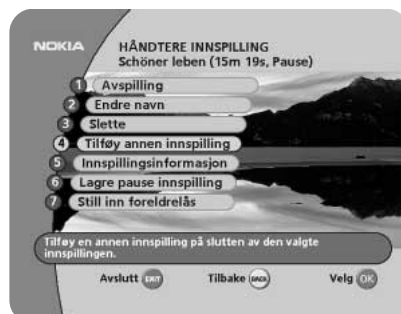 NOKIA
HÅNDTERE INNSPILLING
Schöner leben (15m 19s, Pause)
1 Avspilling
2 Endre navn
3 Slette
4 Tilføy annen innspilling
5 Innspillingsinformasjon
6 Lagre pause innspilling
7 Still inn foreldrelås
Tilføy en annen innspilling på slutten av den valgte
innspillingen.
Avslutt EXIT Tilbake BACK Velg OK